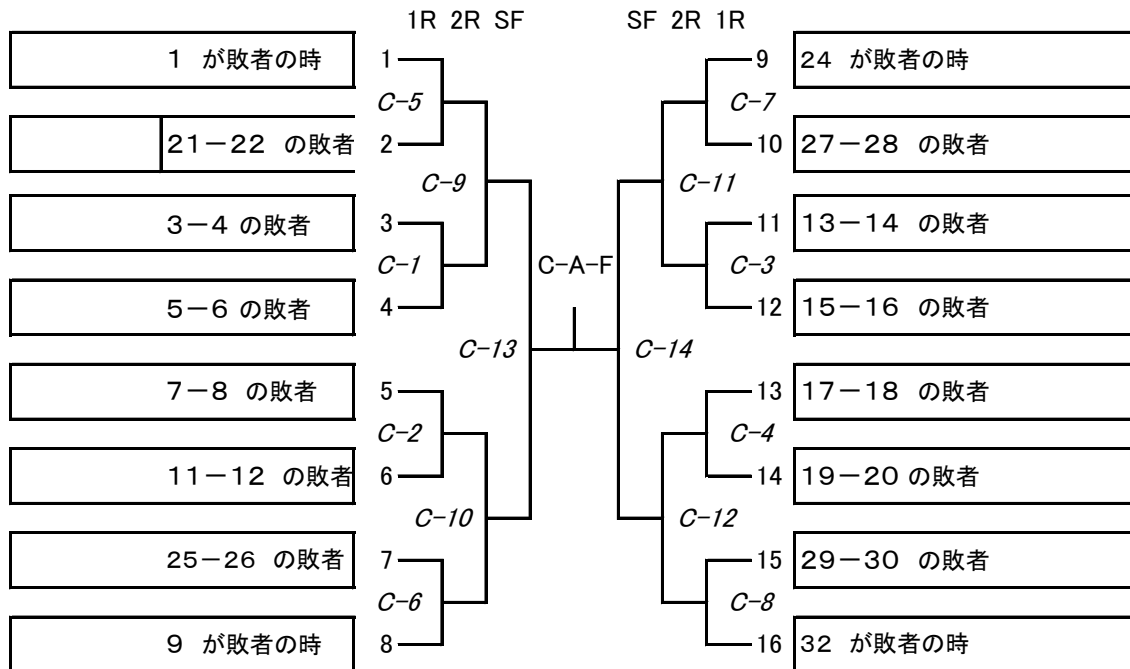 1R 2R SF SF 2R 1R
1 が敗者の時 1 9 24 が敗者の時
C-5 C-7
21-22 の敗者 2 10 27-28 の敗者
C-9 C-11
3-4 の敗者 3 11 13-14 の敗者
C-1 C-A-F C-3
5-6 の敗者 4 12 15-16 の敗者
C-13 C-14
7-8 の敗者 5 13 17-18 の敗者
C-2 C-4
11-12 の敗者 6 14 19-20 の敗者
C-10 C-12
25-26 の敗者 7 15 29-30 の敗者
C-6 C-8
9 が敗者の時 8 16 32 が敗者の時